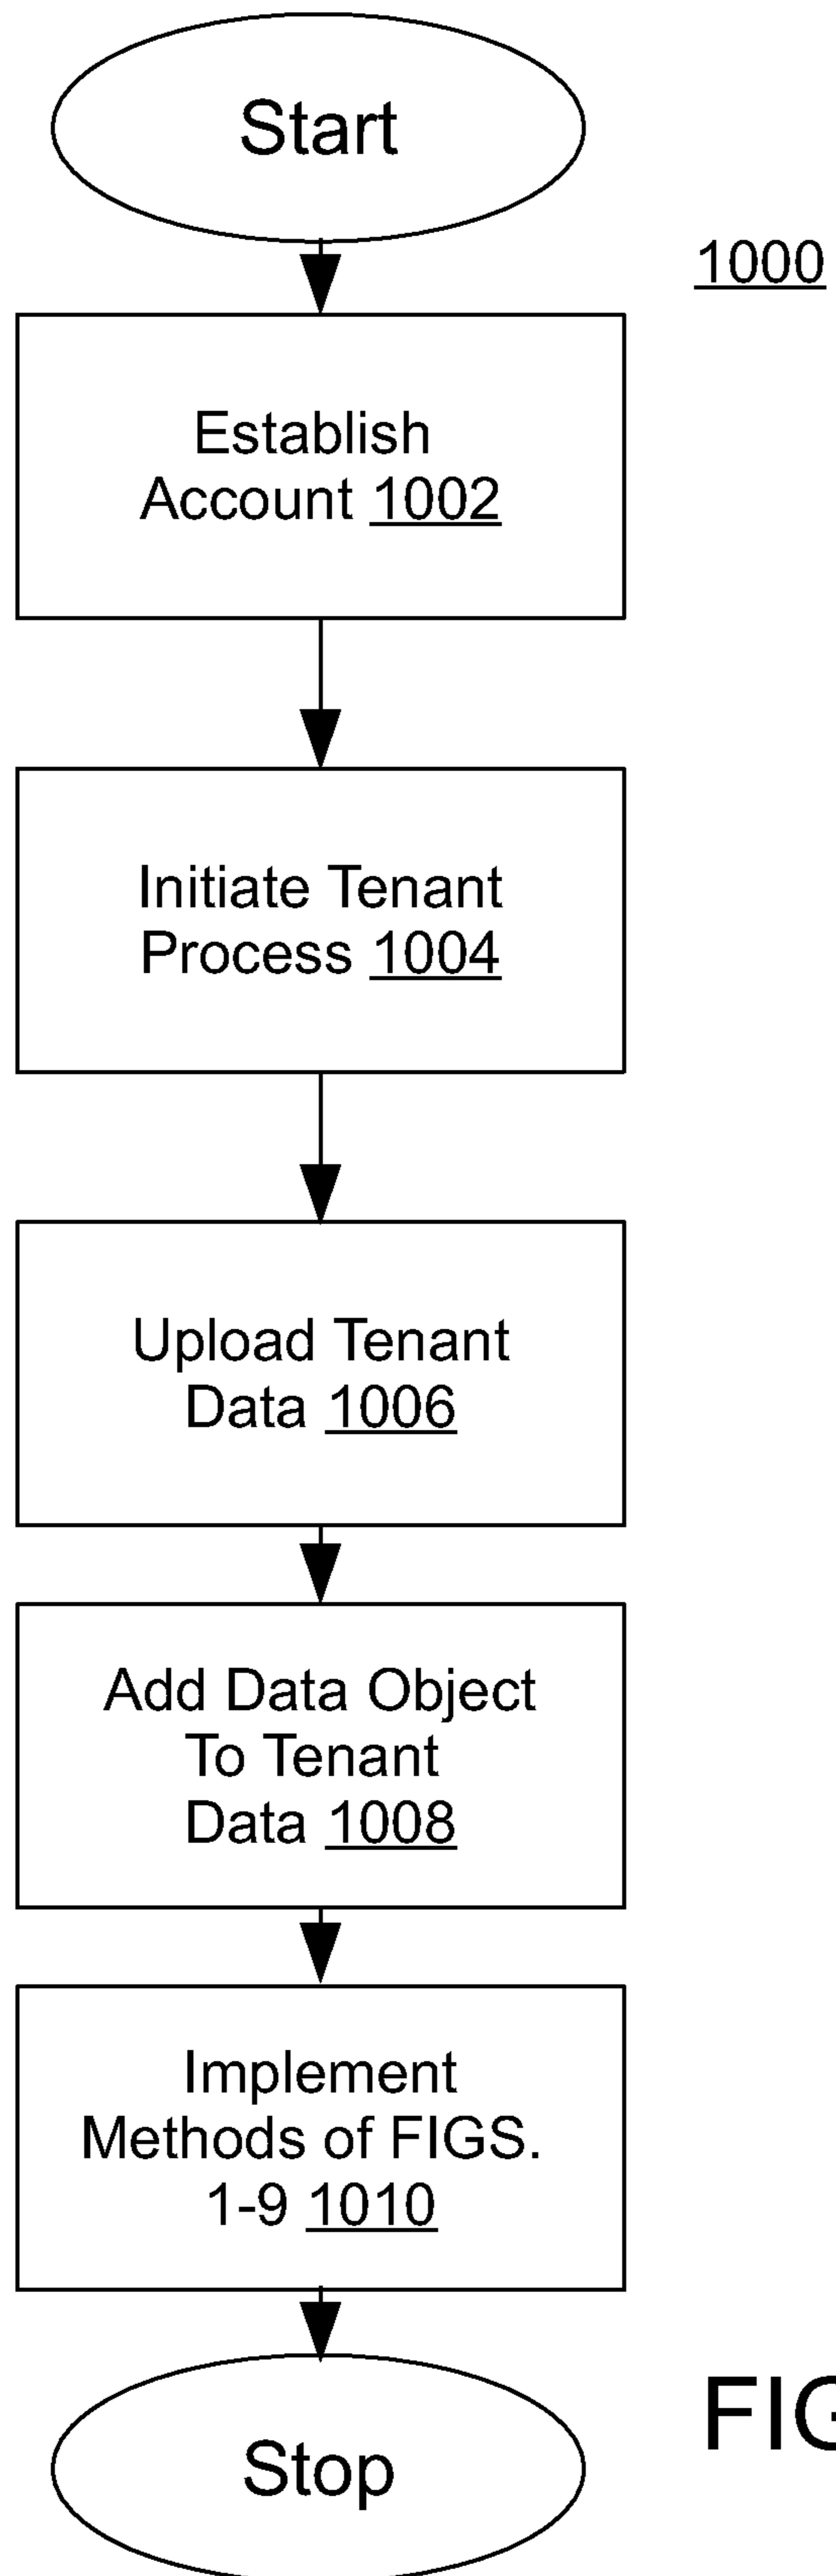 Start
1000
Establish
Account 1002
Initiate Tenant
Process 1004
Upload Tenant
Data 1006
Add Data Object
To Tenant
Data 1008
Implement
Methods of FIGS.
1-9 1010
Stop